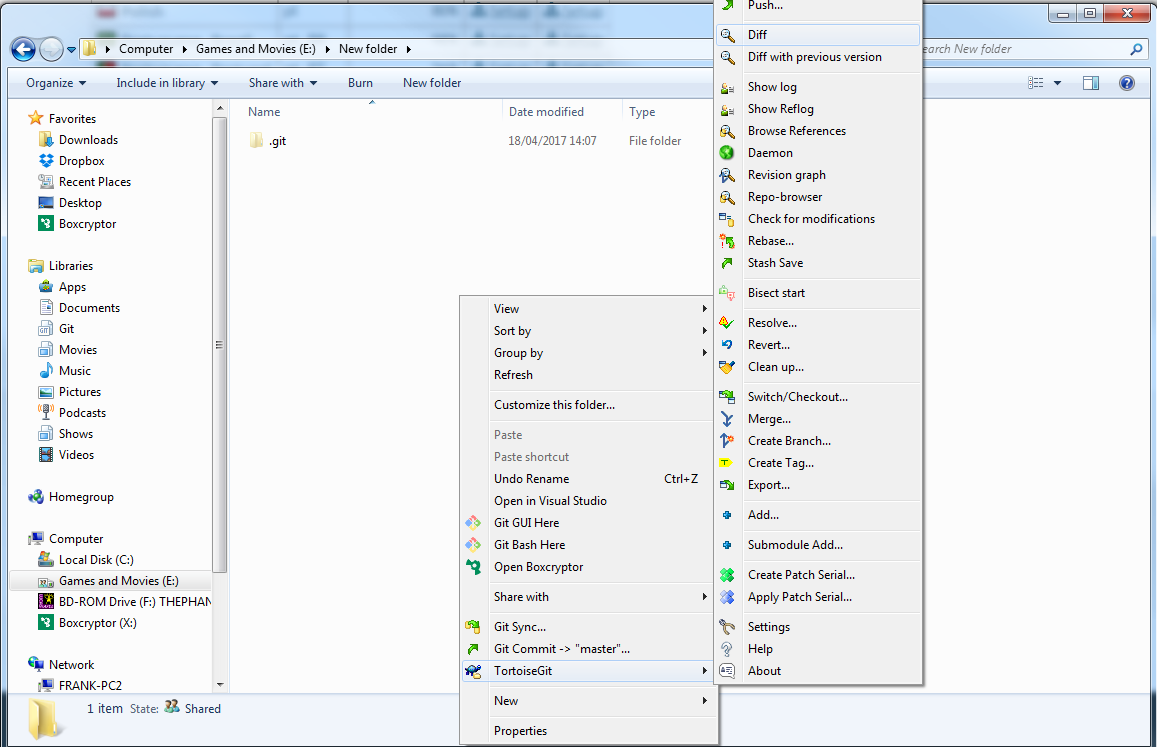 Push...
Diff
Diff with previous version
Show log
Show Reflog
Browse References
Daemon
Revision graph
Repo-browser
Check for modifications
Rebase...
Stash Save
Bisect start
Resolve...
Revert...
Clean up...
Switch/Checkout...
Merge...
Create Branch...
Create Tag...
Export...
Add...
Submodule Add...
Create Patch Serial...
Apply Patch Serial...
Settings
Help
About
Computer Games and Movies (E:) New folder
earch New folder
Organize Include in library Share with Burn New folder
Name Date modified Type
.git 18/04/2017 14:07 File folder
Favorites
Downloads
Dropbox
Recent Places
Desktop
Boxcryptor
Libraries
Apps
Documents
Git
Movies
Music
Pictures
Podcasts
Shows
Videos
Homegroup
Computer
Local Disk (C:)
Games and Movies (E:)
BD-ROM Drive (F:) THEPHAN
Boxcryptor (X:)
Network
FRANK-PC2
View
Sort by
Group by
Refresh
Customize this folder...
Paste
Paste shortcut
Undo Rename Ctrl+Z
Open in Visual Studio
Git GUI Here
Git Bash Here
Open Boxcryptor
Share with
Git Sync...
Git Commit -> "master"...
TortoiseGit
New
Properties
1 item State: Shared